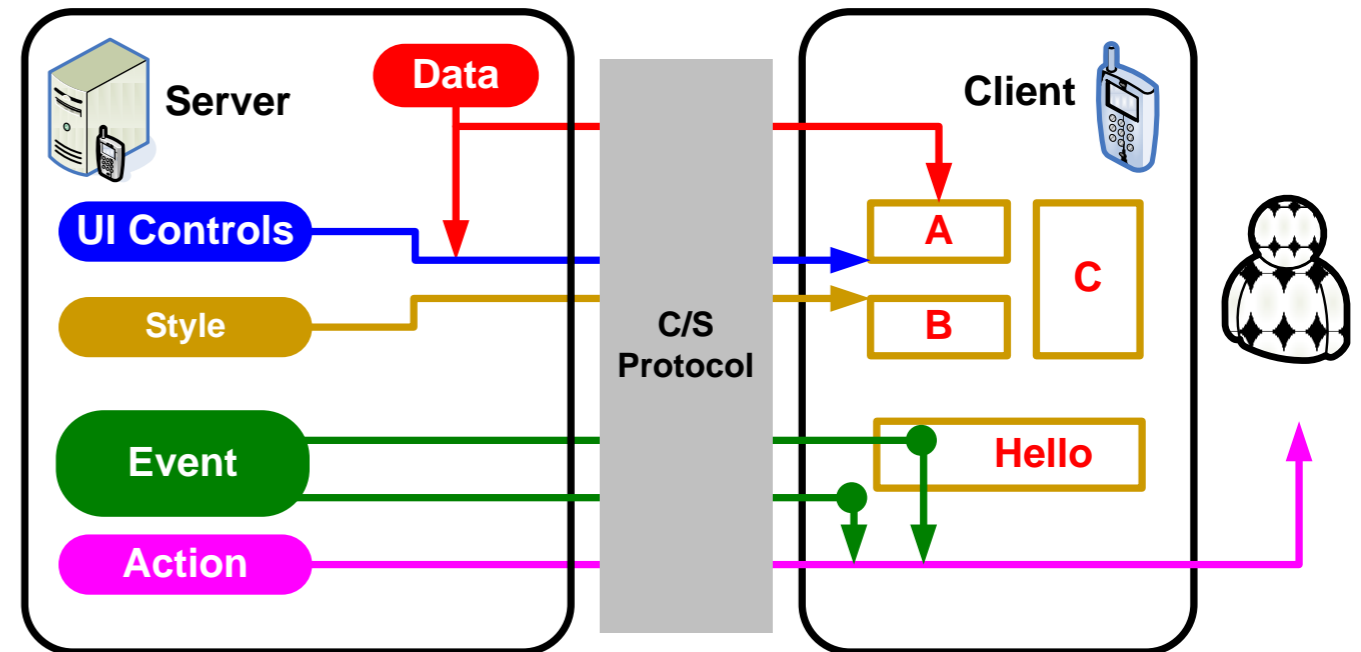 Server
Data
Client
UI Controls
Style
Event
Action
C/S
Protocol
A
B
C
Hello